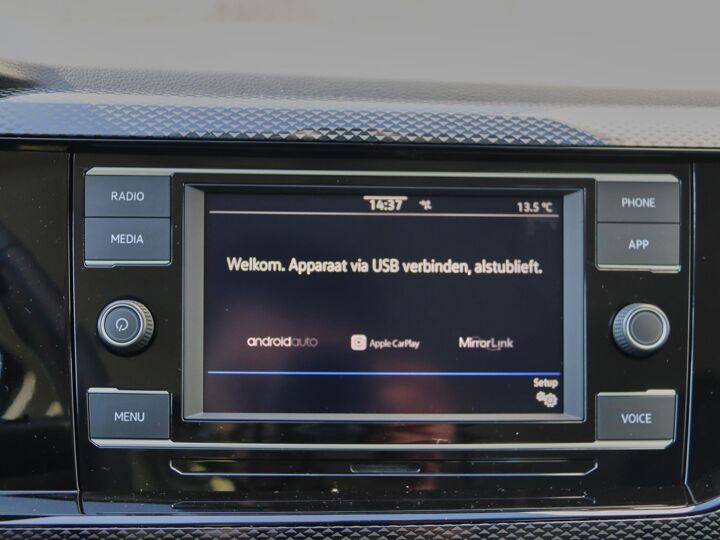 RADIO
MEDIA
MENU
14:37
13.5 °C
Welkom. Apparaat via USB verbinden, alstublieft.
androidauto
Apple CarPlay
MirrorLink
Setup
PHONE
APP
VOICE